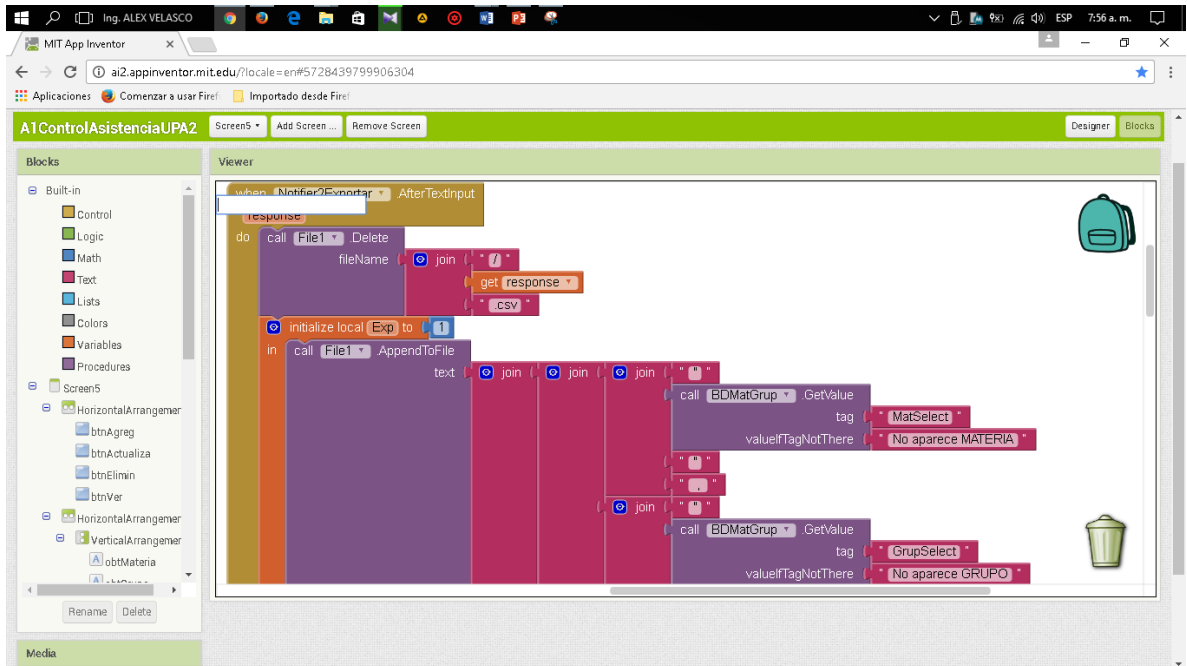 Ing. ALEX VELASCO
ESP 7:56 a. m.
MIT App Inventor
ai2.appinventor.mit.edu/?locale=en#5728439799906304
Aplicaciones Comenzar a usar Firef Importado desde Firef
A1ControlAsistenciaUPA2 Screen5 Add Screen ... Remove Screen Designer Blocks
Blocks
Viewer
Built-in
Control
Logic
Math
Text
Lists
Colors
Variables
Procedures
Screen5
HorizontalArrangemer
btnAgreg
btnActualiza
btnElimin
btnVer
HorizontalArrangemer
VerticalArrangemer
obtMateria
Rename Delete
Media
when Notifier2Exportar .AfterTextInput
response
do call File1 .Delete
fileName join " / "
get response
" .csv "
initialize local Exp to 1
in call File1 .AppendToFile
text join join join " " "
call BDMatGrup .GetValue
tag " MatSelect "
valueIfTagNotThere " No aparece MATERIA "
" " "
" , "
join " " "
call BDMatGrup .GetValue
tag " GrupSelect "
valueIfTagNotThere " No aparece GRUPO "